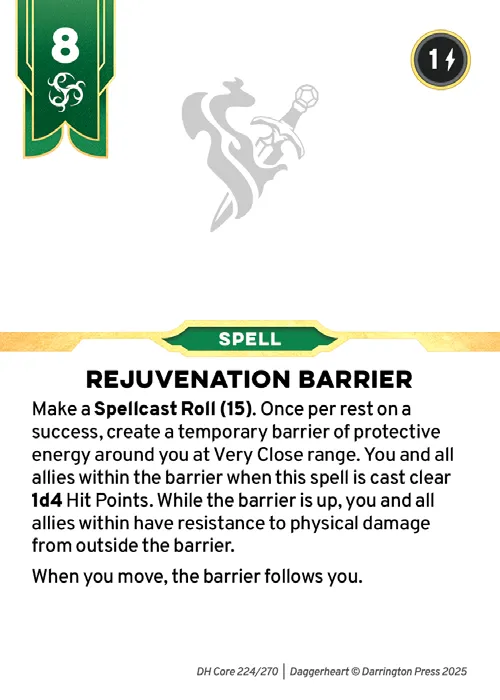 8
1
SPELL
REJUVENATION BARRIER
Make a Spellcast Roll (15). Once per rest on a
success, create a temporary barrier of protective
energy around you at Very Close range. You and all
allies within the barrier when this spell is cast clear
1d4 Hit Points. While the barrier is up, you and all
allies within have resistance to physical damage
from outside the barrier.
When you move, the barrier follows you.
DH Core 224/270 | Daggerheart © Darrington Press 2025